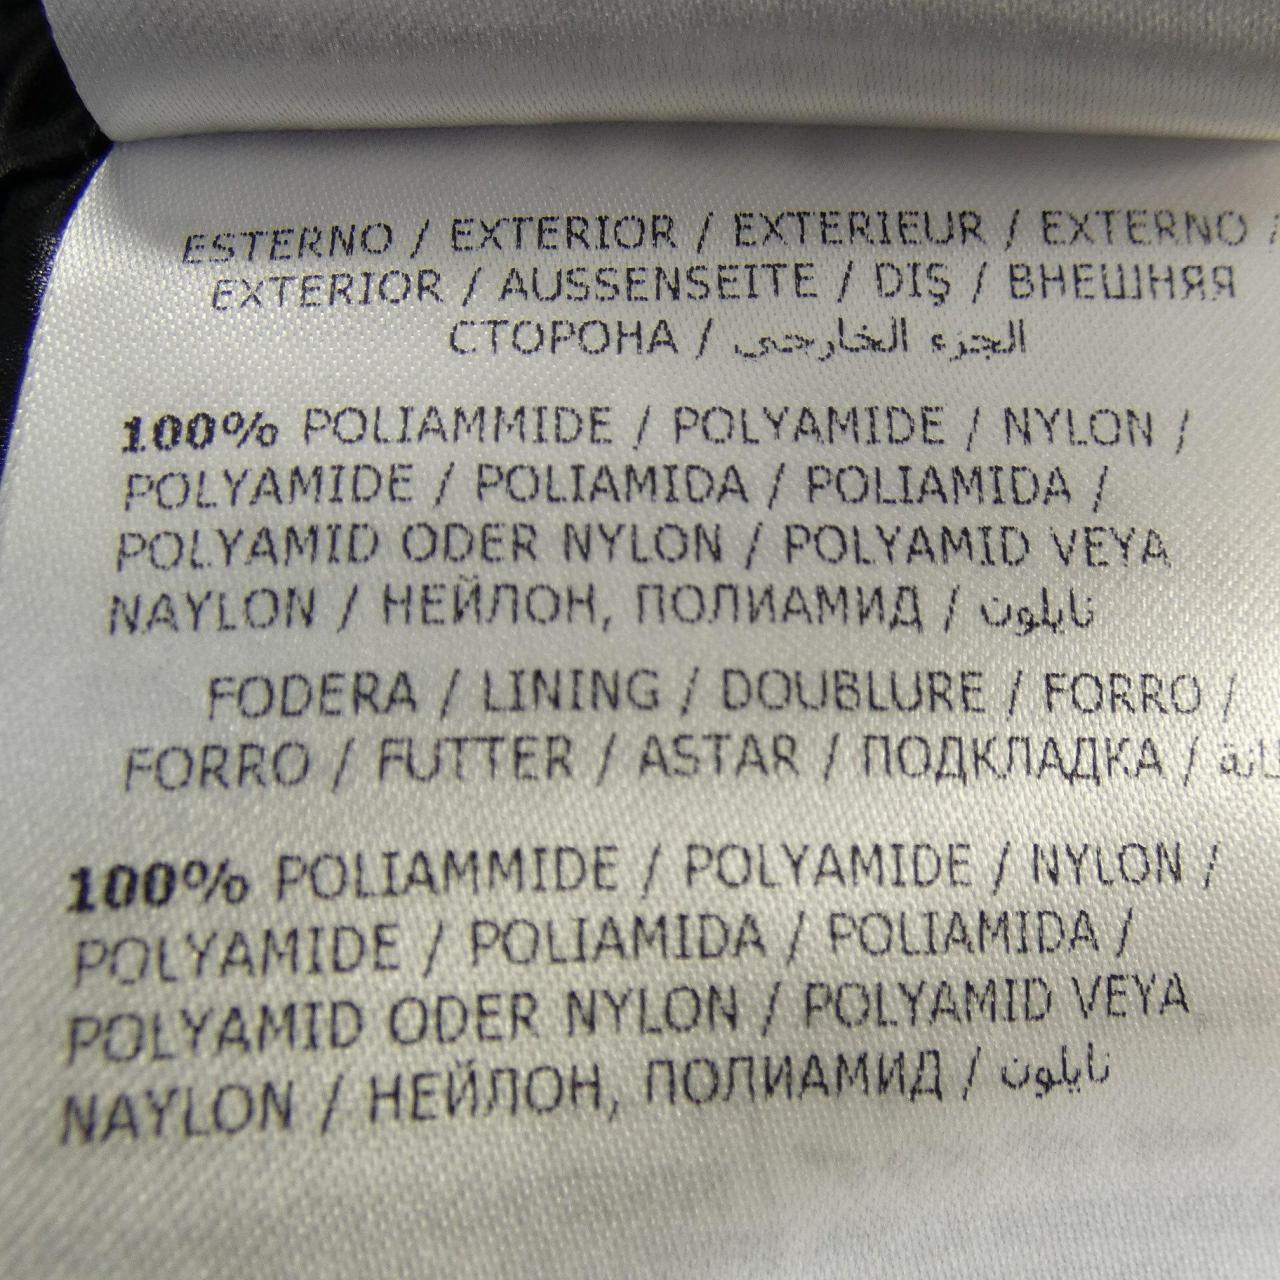 ESTERNO / EXTERIOR / EXTERIEUR / EXTERNO /
EXTERIOR / AUSSENSEITE / DIŞ / ВНЕШНЯЯ
СТОРОНА / الجزء الخارجي
100% POLIAMMIDE / POLYAMIDE / NYLON /
POLYAMIDE / POLIAMIDA / POLIAMIDA /
POLYAMID ODER NYLON / POLYAMID VEYA
NAYLON / НЕЙЛОН, ПОЛИАМИД / نايلون
FODERA / LINING / DOUBLURE / FORRO /
FORRO / FUTTER / ASTAR / ПОДКЛАДКА /
100% POLIAMMIDE / POLYAMIDE / NYLON /
POLYAMIDE / POLIAMIDA / POLIAMIDA /
POLYAMID ODER NYLON / POLYAMID VEYA
NAYLON / НЕЙЛОН, ПОЛИАМИД / نايلون